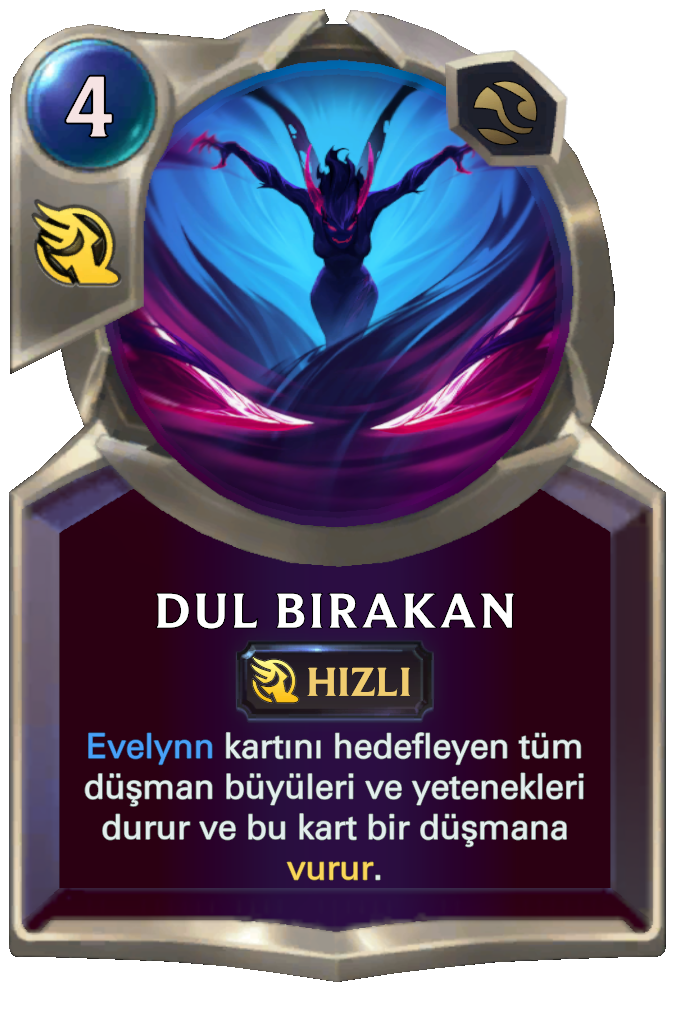 4
DUL BIRAKAN
HIZLI
Evelynn kartını hedefleyen tüm
düşman büyüleri ve yetenekleri
durur ve bu kart bir düşmana
vurur.